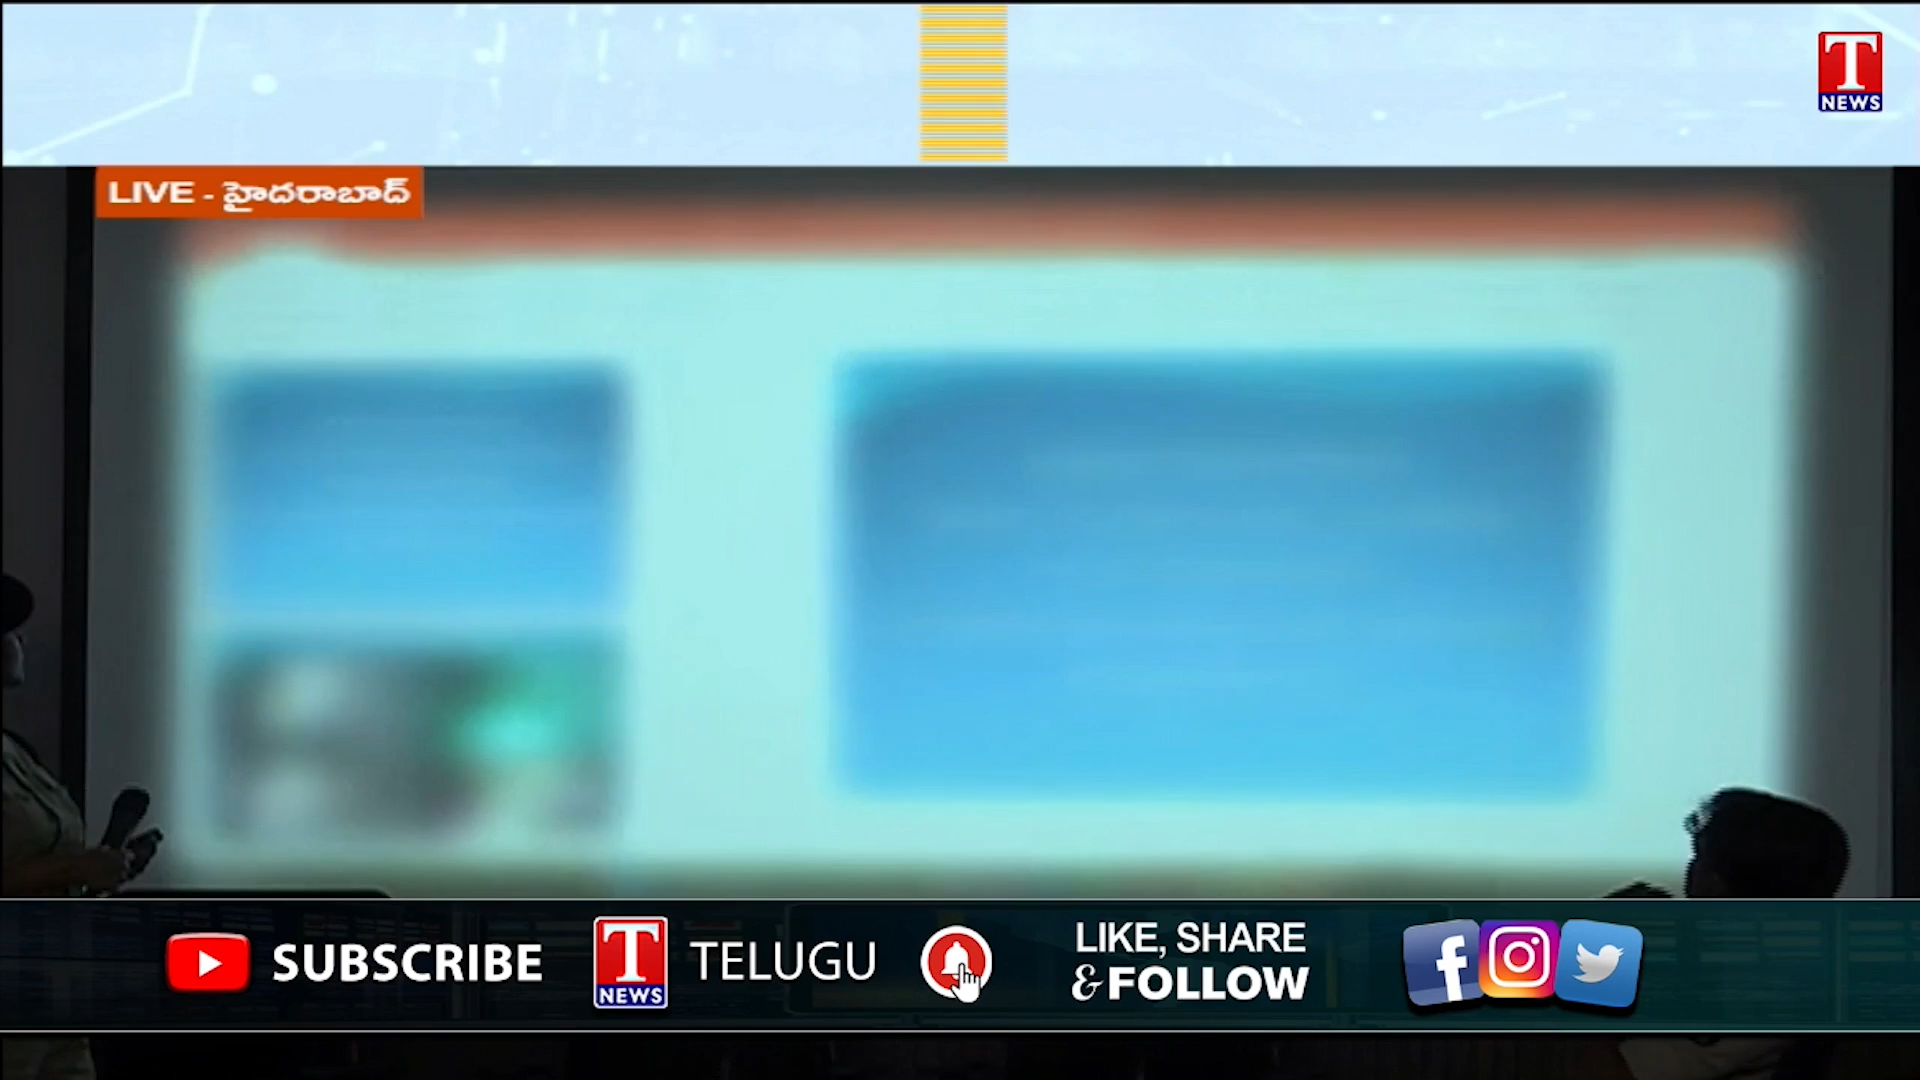 T
NEWS
LIVE - హైదరాబాద్
SUBSCRIBE
T
NEWS
TELUGU
LIKE, SHARE
& FOLLOW